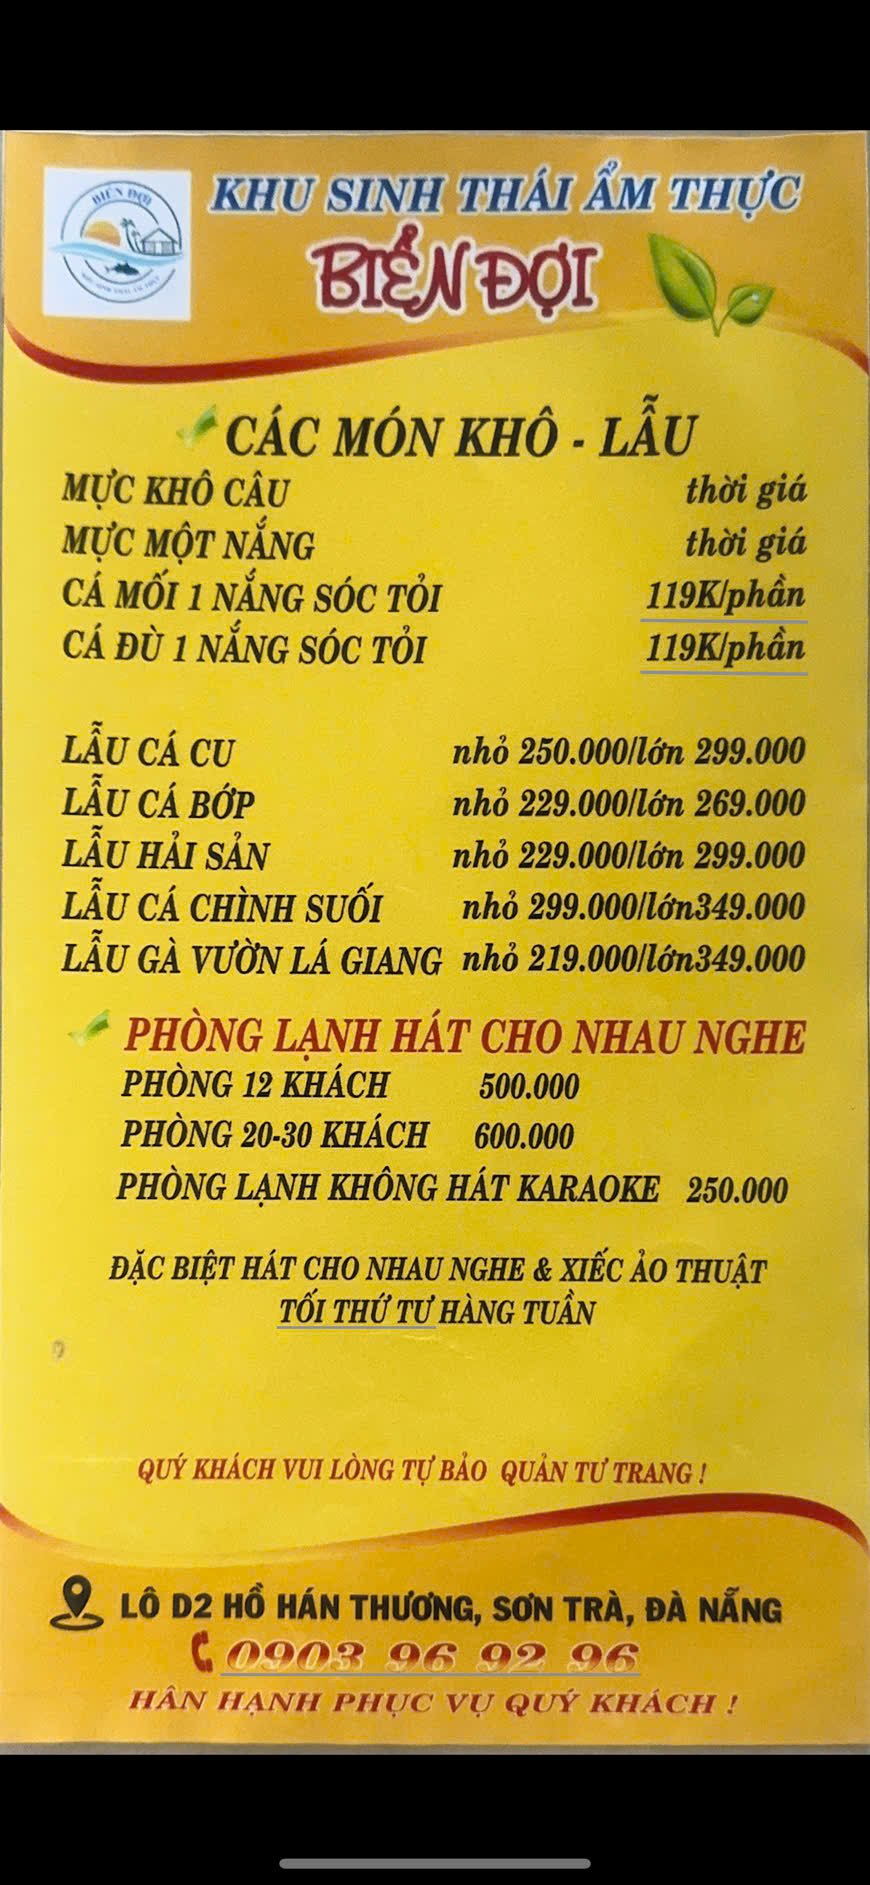 BIỂN ĐỢI
KHU SINH THÁI ẨM THỰC
BIỂN ĐỢI
CÁC MÓN KHÔ - LẨU
MỰC KHÔ CÂU thời giá
MỰC MỘT NẮNG thời giá
CÁ MỐI 1 NẮNG SÓC TỎI 119K/phần
CÁ ĐÙ 1 NẮNG SÓC TỎI 119K/phần
LẪU CÁ CU nhỏ 250.000/lớn 299.000
LẪU CÁ BỚP nhỏ 229.000/lớn 269.000
LẪU HẢI SẢN nhỏ 229.000/lớn 299.000
LẪU CÁ CHÌNH SUỐI nhỏ 299.000/lớn349.000
LẪU GÀ VƯỜN LÁ GIANG nhỏ 219.000/lớn349.000
PHÒNG LẠNH HÁT CHO NHAU NGHE
PHÒNG 12 KHÁCH 500.000
PHÒNG 20-30 KHÁCH 600.000
PHÒNG LẠNH KHÔNG HÁT KARAOKE 250.000
ĐẶC BIỆT HÁT CHO NHAU NGHE & XIẾC ẢO THUẬT
TỐI THỨ TƯ HÀNG TUẦN
QUÝ KHÁCH VUI LÒNG TỰ BẢO QUẢN TƯ TRANG !
LÔ D2 HỒ HÁN THƯƠNG, SƠN TRÀ, ĐÀ NẴNG
0903 96 92 96
HÂN HẠNH PHỤC VỤ QUÝ KHÁCH !